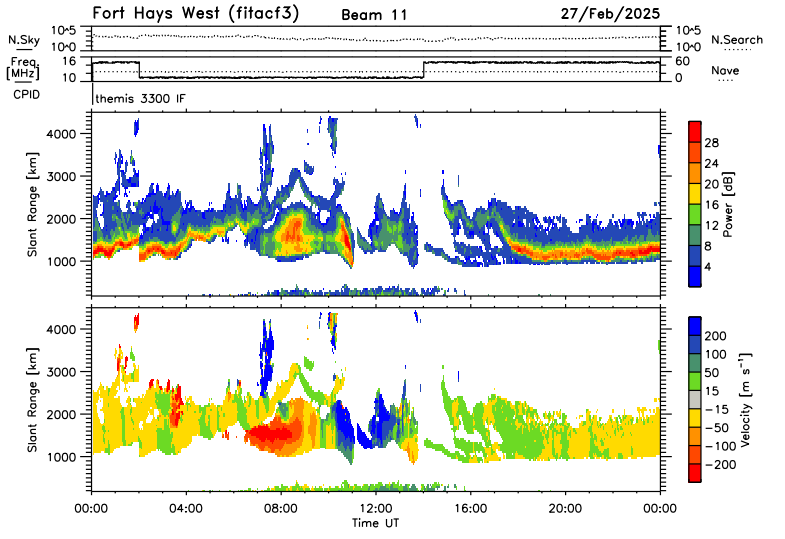 Fort Hays West (fitacf3) Beam 11 27/Feb/2025
N.Sky 10^5 10^0 10^5 10^0 N.Search
Freq. [MHz] 16 10 60 0 Nave
CPID themis 3300 IF
Slant Range [km]
4000
3000
2000
1000
Power [dB]
28
24
20
16
12
8
4
Slant Range [km]
4000
3000
2000
1000
Velocity [m s⁻¹]
200
100
50
15
−15
−50
−100
−200
00:00 04:00 08:00 12:00 16:00 20:00 00:00
Time UT